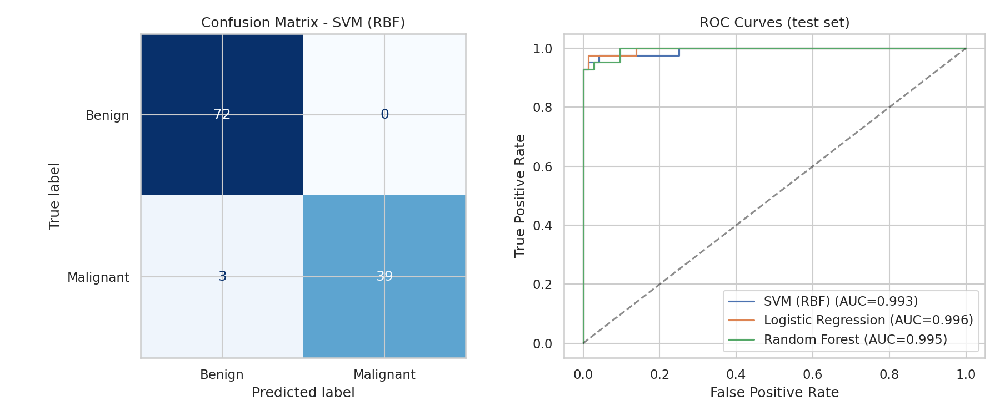 Confusion Matrix - SVM (RBF)
Benign
72
0
Malignant
3
39
True label
Benign
Malignant
Predicted label
ROC Curves (test set)
1.0
0.8
0.6
0.4
0.2
0.0
True Positive Rate
SVM (RBF) (AUC=0.993)
Logistic Regression (AUC=0.996)
Random Forest (AUC=0.995)
0.0
0.2
0.4
0.6
0.8
1.0
False Positive Rate